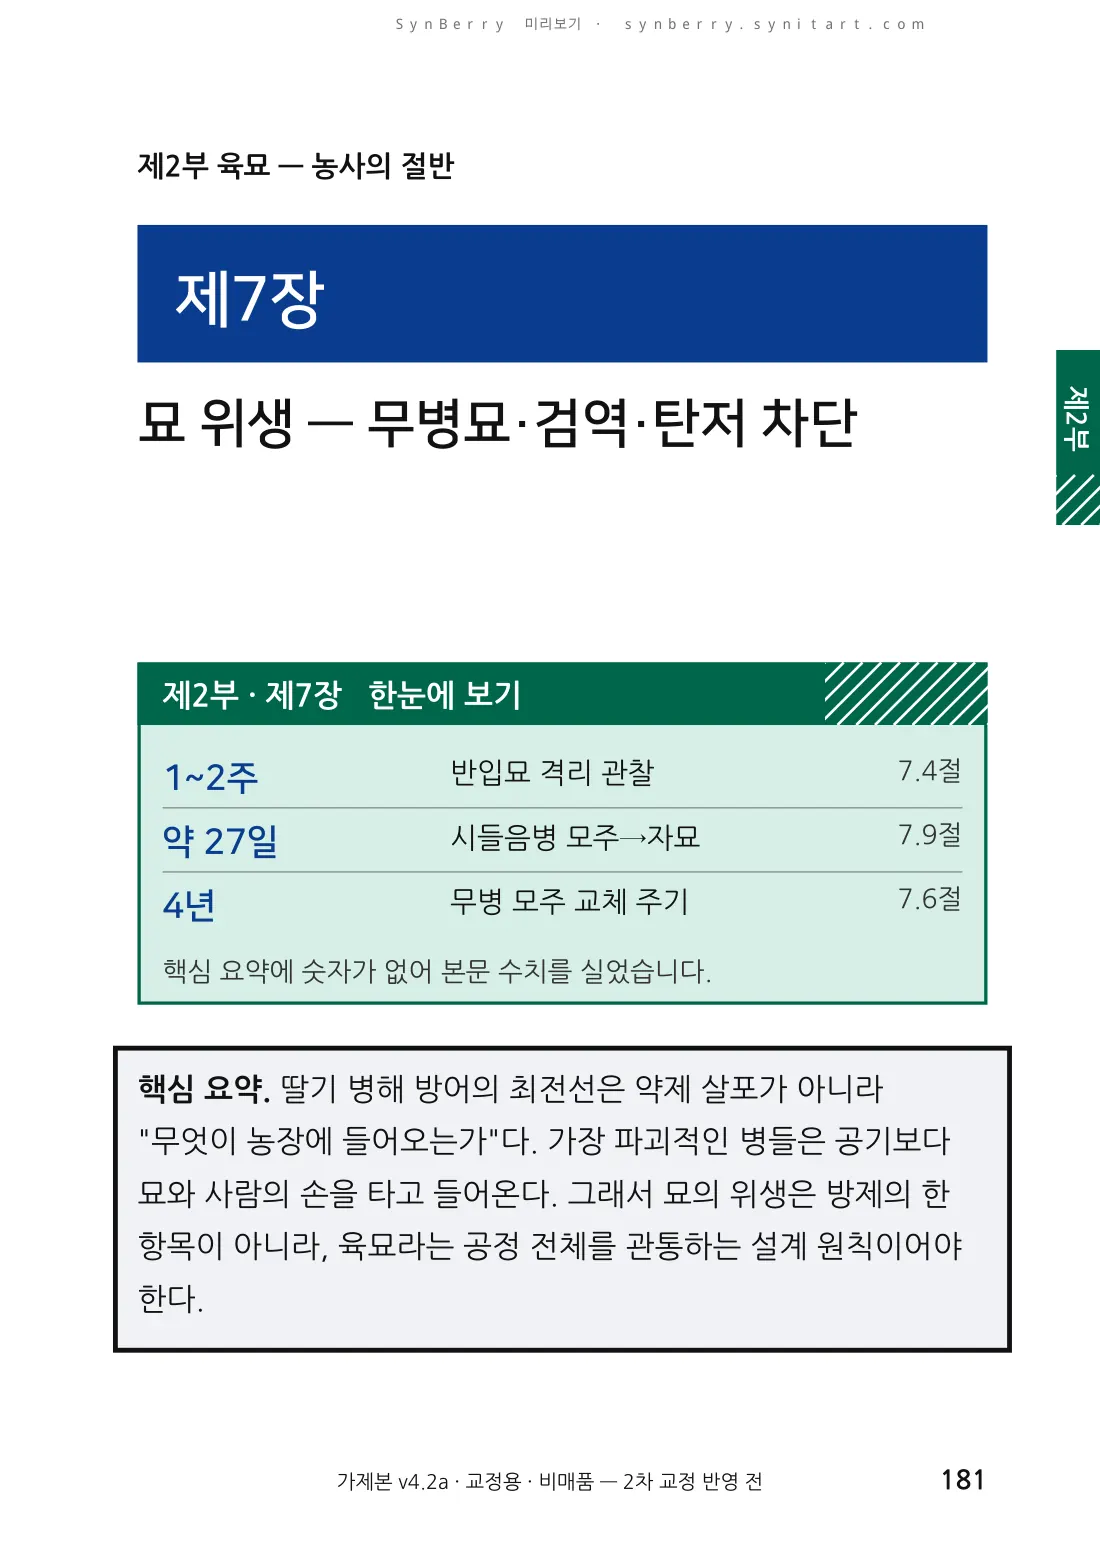 SynBerry 미리보기 · synberry.synitart.com
제2부 육묘 — 농사의 절반
제7장
묘 위생 — 무병묘·검역·탄저 차단
제2부
제2부 · 제7장 한눈에 보기
1~2주 반입묘 격리 관찰 7.4절
약 27일 시들음병 모주→자묘 7.9절
4년 무병 모주 교체 주기 7.6절
핵심 요약에 숫자가 없어 본문 수치를 실었습니다.
핵심 요약. 딸기 병해 방어의 최전선은 약제 살포가 아니라
"무엇이 농장에 들어오는가"다. 가장 파괴적인 병들은 공기보다
묘와 사람의 손을 타고 들어온다. 그래서 묘의 위생은 방제의 한
항목이 아니라, 육묘라는 공정 전체를 관통하는 설계 원칙이어야
한다.
가제본 v4.2a · 교정용 · 비매품 — 2차 교정 반영 전
181